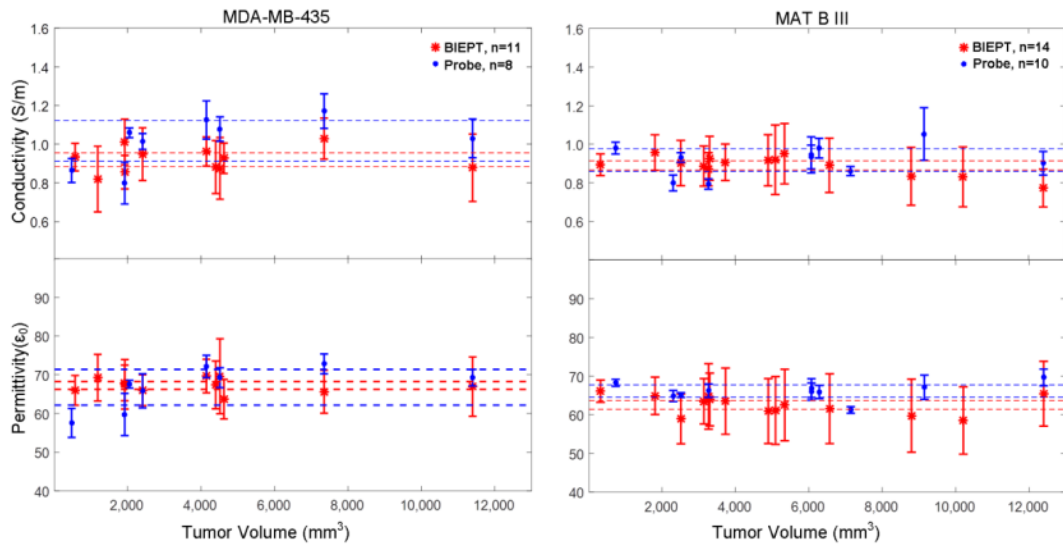 MDA-MB-435
MAT B III
1.6
1.4
1.2
1.0
0.8
0.6
Conductivity (S/m)
BIEPT, n=11
Probe, n=8
1.6
1.4
1.2
1.0
0.8
0.6
Conductivity (S/m)
BIEPT, n=14
Probe, n=10
90
80
70
60
50
40
Permittivity(ε0)
2,000 4,000 6,000 8,000 10,000 12,000
Tumor Volume (mm³)
90
80
70
60
50
40
Permittivity(ε₀)
2,000 4,000 6,000 8,000 10,000 12,000
Tumor Volume (mm³)